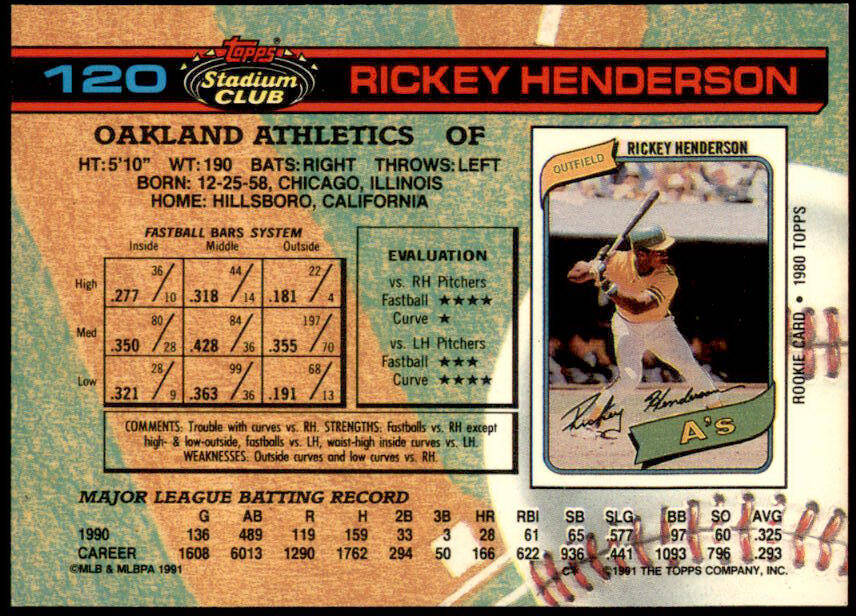 120
Topps
Stadium
CLUB
RICKEY HENDERSON
OAKLAND ATHLETICS OF
HT:5'10" WT:190 BATS:RIGHT THROWS:LEFT
BORN: 12-25-58, CHICAGO, ILLINOIS
HOME: HILLSBORO, CALIFORNIA
FASTBALL BARS SYSTEM
Inside Middle Outside
High .277 36/10 .318 44/14 .181 22/4
Med .350 80/28 .428 84/36 .355 197/70
Low .321 28/9 .363 99/36 .191 68/13
EVALUATION
vs. RH Pitchers
Fastball ★★★★
Curve ★
vs. LH Pitchers
Fastball ★★★
Curve ★★★★
COMMENTS: Trouble with curves vs. RH. STRENGTHS: Fastballs vs. RH except
high- & low-outside, fastballs vs. LH, waist-high inside curves vs. LH.
WEAKNESSES: Outside curves and low curves vs. RH.
OUTFIELD
RICKEY HENDERSON
Rickey Henderson
A's
ROOKIE CARD • 1980 TOPPS
MAJOR LEAGUE BATTING RECORD
G AB R H 2B 3B HR RBI SB SLG BB SO AVG
1990 136 489 119 159 33 3 28 61 65 .577 97 60 .325
CAREER 1608 6013 1290 1762 294 50 166 622 936 .441 1093 796 .293
©MLB & MLBPA 1991
C* ©1991 THE TOPPS COMPANY, INC.